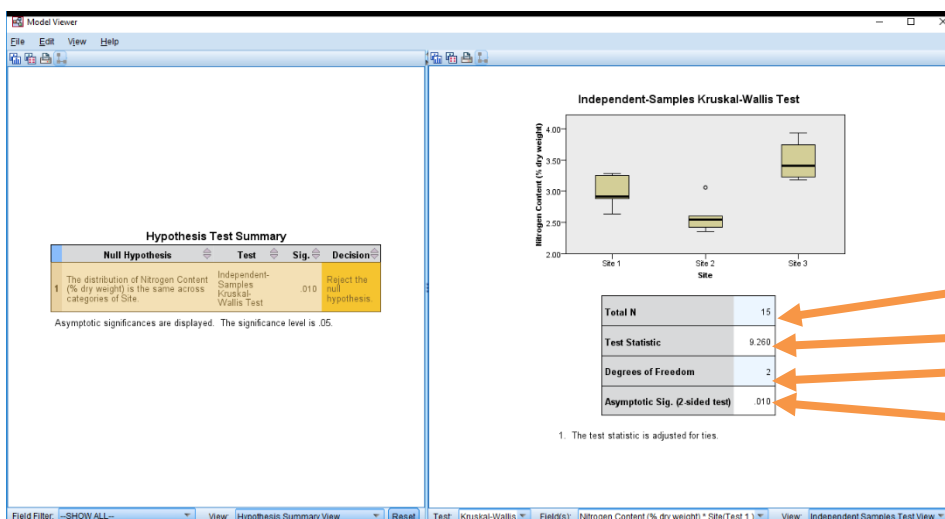 Model Viewer
File Edit View Help
Hypothesis Test Summary
Null Hypothesis Test Sig. Decision
1 The distribution of Nitrogen Content (% dry weight) is the same across categories of Site. Independent-Samples Kruskal-Wallis Test .010 Reject the null hypothesis.
Asymptotic significances are displayed. The significance level is .05.
Field Filter: --SHOW ALL-- View: Hypothesis Summary View Reset
Independent-Samples Kruskal-Wallis Test
Nitrogen Content (% dry weight)
4.00
3.50
3.00
2.50
2.00
Site 1 Site 2 Site 3
Site
Total N 15
Test Statistic 9.260
Degrees of Freedom 2
Asymptotic Sig. (2-sided test) .010
1. The test statistic is adjusted for ties.
Test: Kruskal-Wallis Field(s): Nitrogen Content (% dry weight) * Site(Test 1) View: Independent Samples Test View